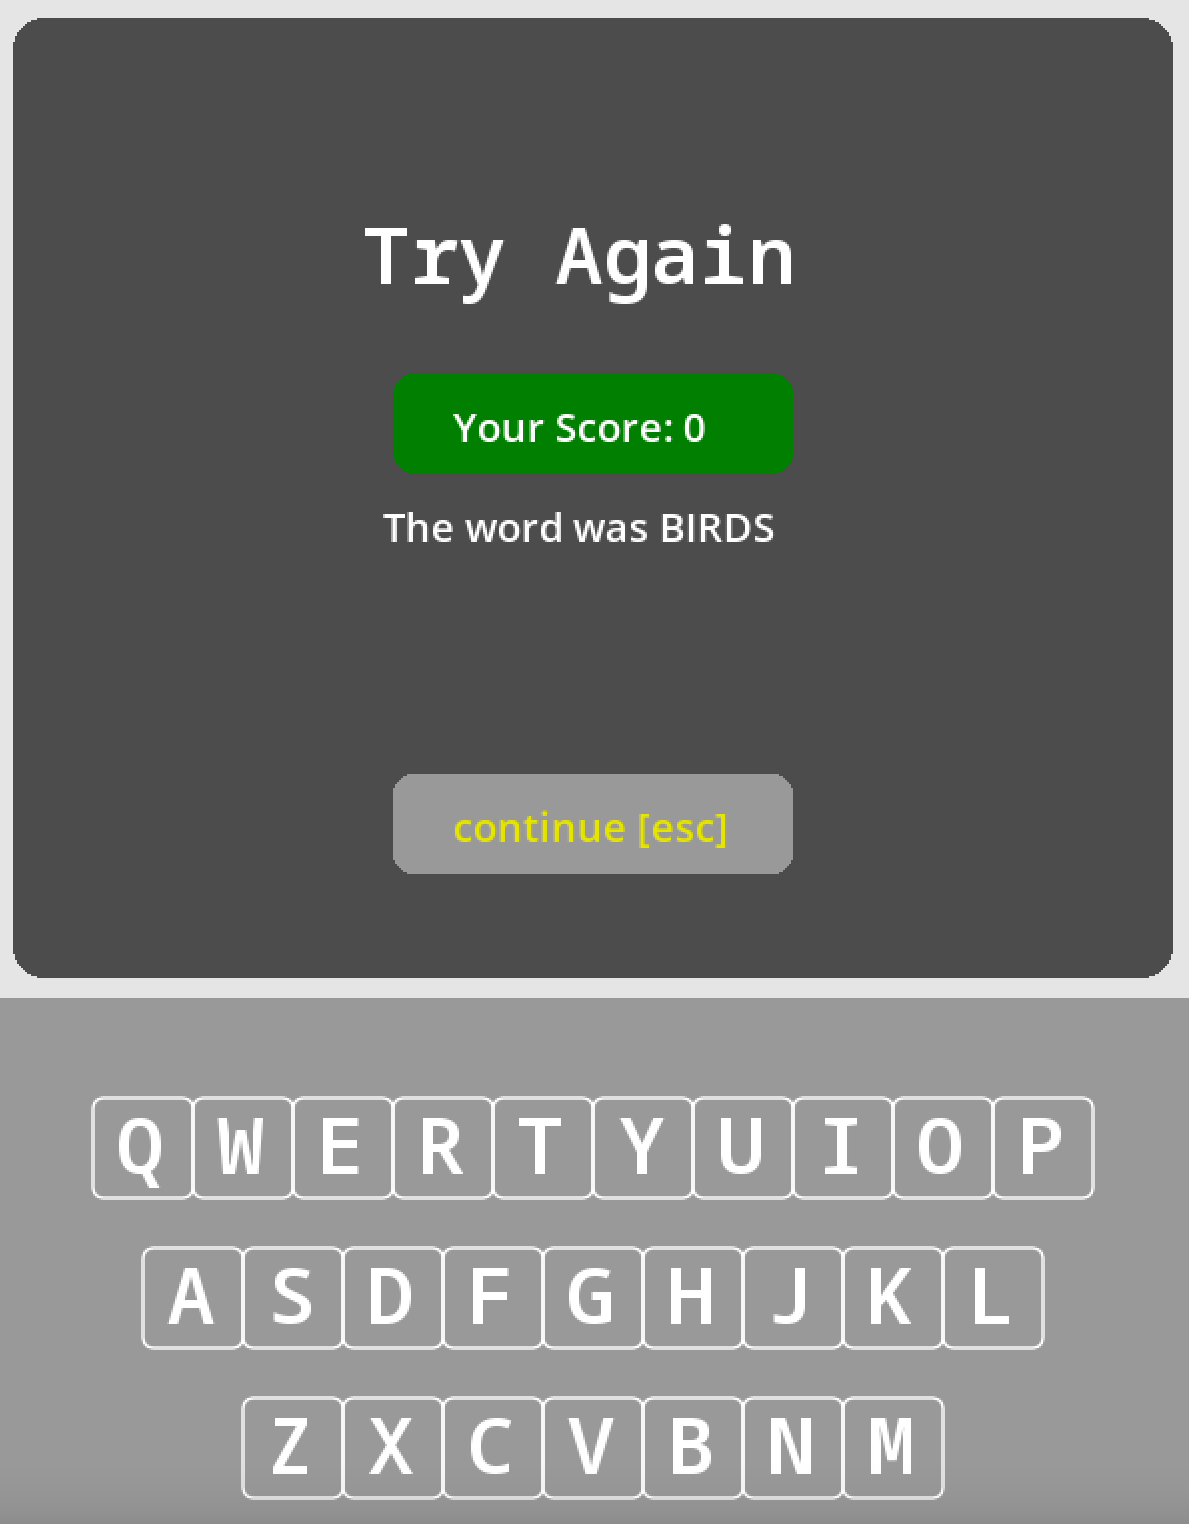 Try Again
Your Score: 0
The word was BIRDS
continue [esc]
Q W E R T Y U I O P
A S D F G H J K L
Z X C V B N M